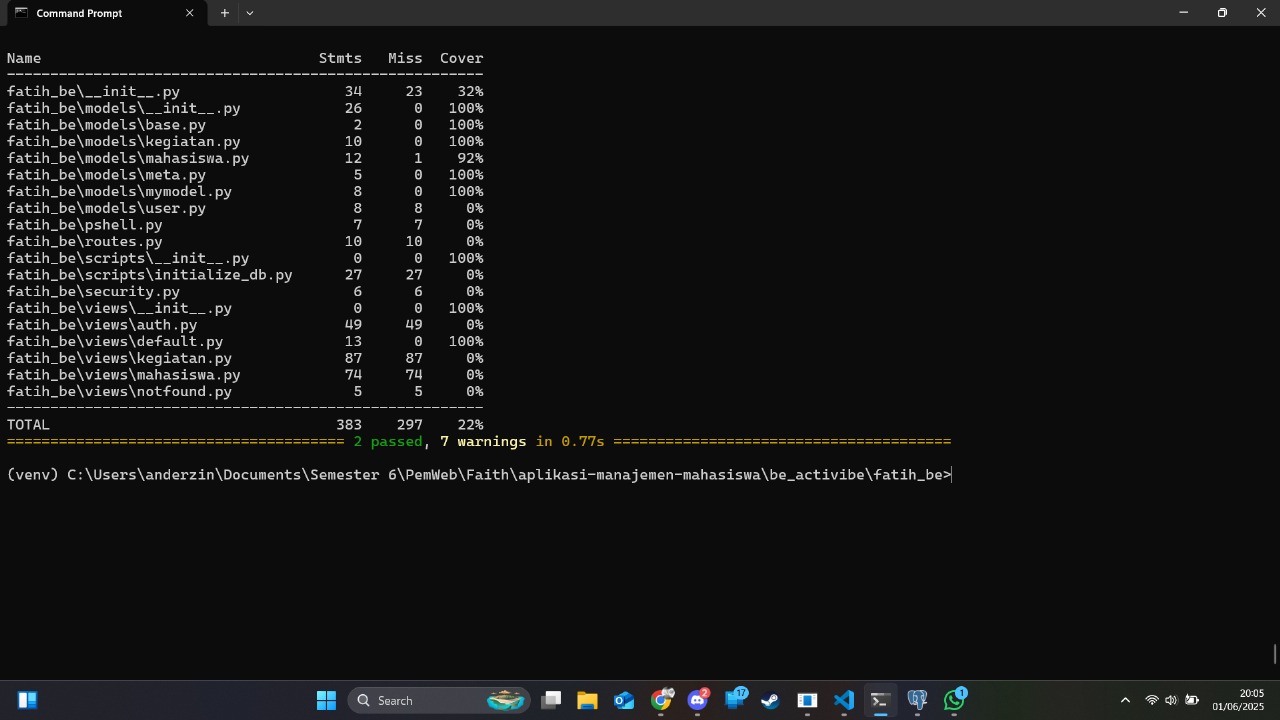 Command Prompt
Name Stmts Miss Cover
--------------------------------------------------------
fatih_be\__init__.py 34 23 32%
fatih_be\models\__init__.py 26 0 100%
fatih_be\models\base.py 2 0 100%
fatih_be\models\kegiatan.py 10 0 100%
fatih_be\models\mahasiswa.py 12 1 92%
fatih_be\models\meta.py 5 0 100%
fatih_be\models\mymodel.py 8 0 100%
fatih_be\models\user.py 8 8 0%
fatih_be\pshell.py 7 7 0%
fatih_be\routes.py 10 10 0%
fatih_be\scripts\__init__.py 0 0 100%
fatih_be\scripts\initialize_db.py 27 27 0%
fatih_be\security.py 6 6 0%
fatih_be\views\__init__.py 0 0 100%
fatih_be\views\auth.py 49 49 0%
fatih_be\views\default.py 13 0 100%
fatih_be\views\kegiatan.py 87 87 0%
fatih_be\views\mahasiswa.py 74 74 0%
fatih_be\views\notfound.py 5 5 0%
--------------------------------------------------------
TOTAL 383 297 22%
======================================= 2 passed, 7 warnings in 0.77s =======================================
(venv) C:\Users\anderzin\Documents\Semester 6\PemWeb\Faith\aplikasi-manajemen-mahasiswa\be_activibe\fatih_be>
Search
2
17
1
20:05
01/06/2025